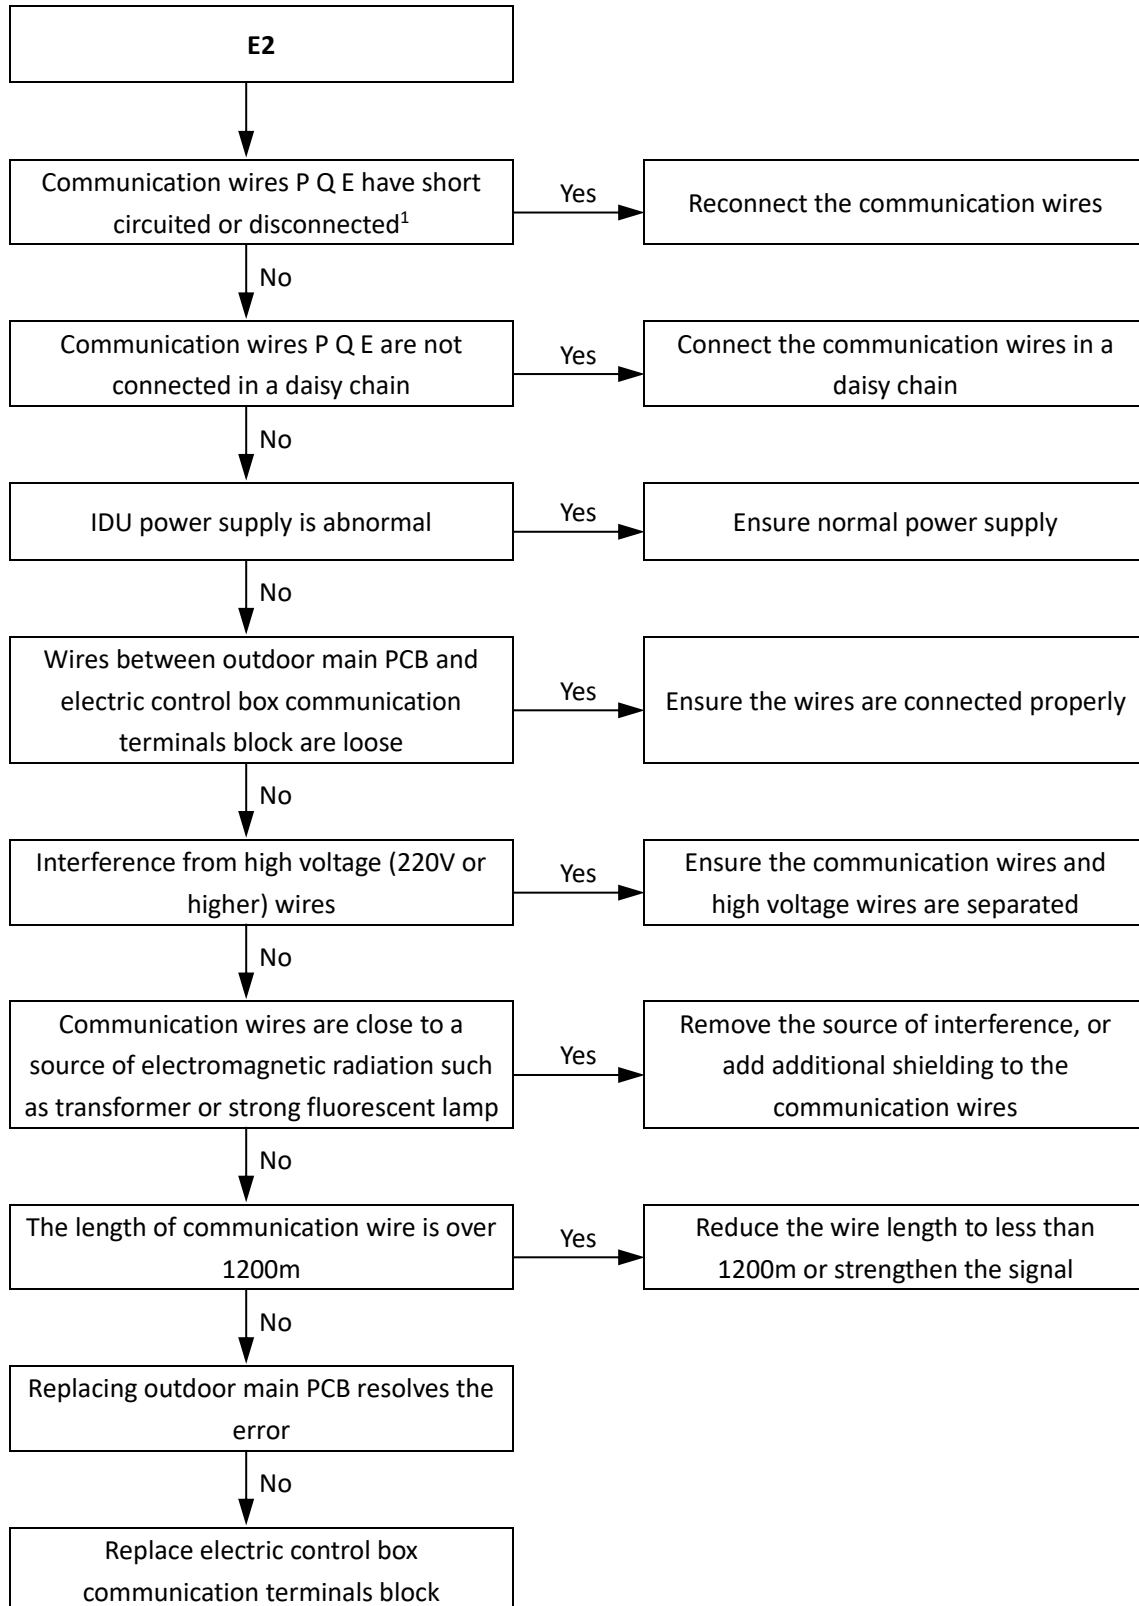 E2
Communication wires P Q E have short
circuited or disconnected¹
Yes
Reconnect the communication wires
No
Communication wires P Q E are not
connected in a daisy chain
Yes
Connect the communication wires in a
daisy chain
No
IDU power supply is abnormal
Yes
Ensure normal power supply
No
Wires between outdoor main PCB and
electric control box communication
terminals block are loose
Yes
Ensure the wires are connected properly
No
Interference from high voltage (220V or
higher) wires
Yes
Ensure the communication wires and
high voltage wires are separated
No
Communication wires are close to a
source of electromagnetic radiation such
as transformer or strong fluorescent lamp
Yes
Remove the source of interference, or
add additional shielding to the
communication wires
No
The length of communication wire is over
1200m
Yes
Reduce the wire length to less than
1200m or strengthen the signal
No
Replacing outdoor main PCB resolves the
error
No
Replace electric control box
communication terminals block